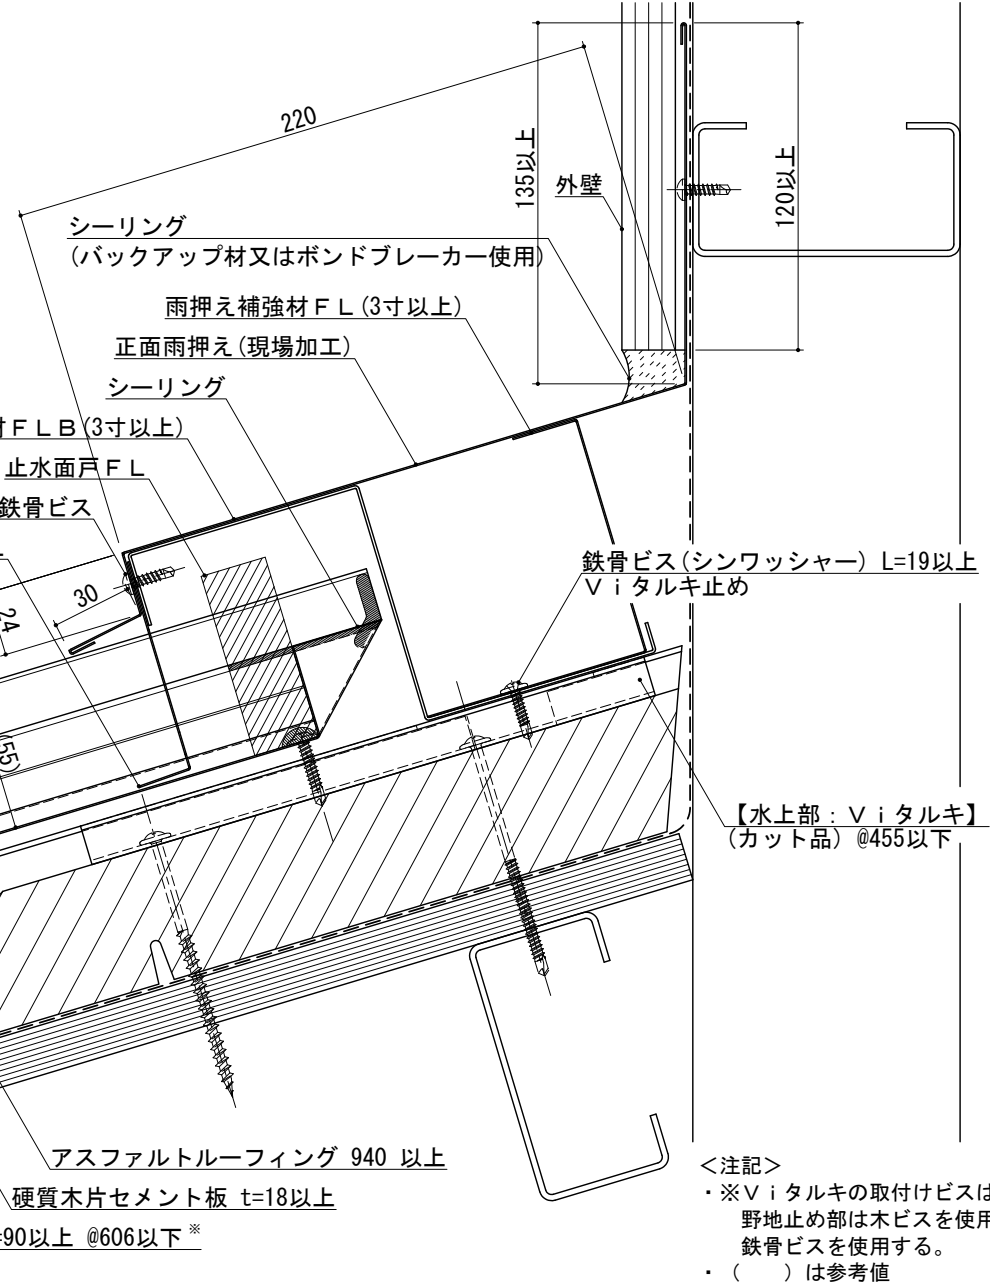 220
135以上
外壁
120以上
シーリング
(バックアップ材又はボンドブレーカー使用)
雨押え補強材ＦＬ(3寸以上)
正面雨押え(現場加工)
シーリング
材ＦＬＢ(3寸以上)
止水面戸ＦＬ
鉄骨ビス
30
24
(55)
鉄骨ビス(シンワッシャー) L=19以上
Ｖｉタルキ止め
【水上部：Ｖｉタルキ】
(カット品) @455以下
アスファルトルーフィング 940 以上
硬質木片セメント板 t=18以上
=90以上 @606以下※
＜注記＞
・※Ｖｉタルキの取付けビスは
野地止め部は木ビスを使用
鉄骨ビスを使用する。
・（　　）は参考値